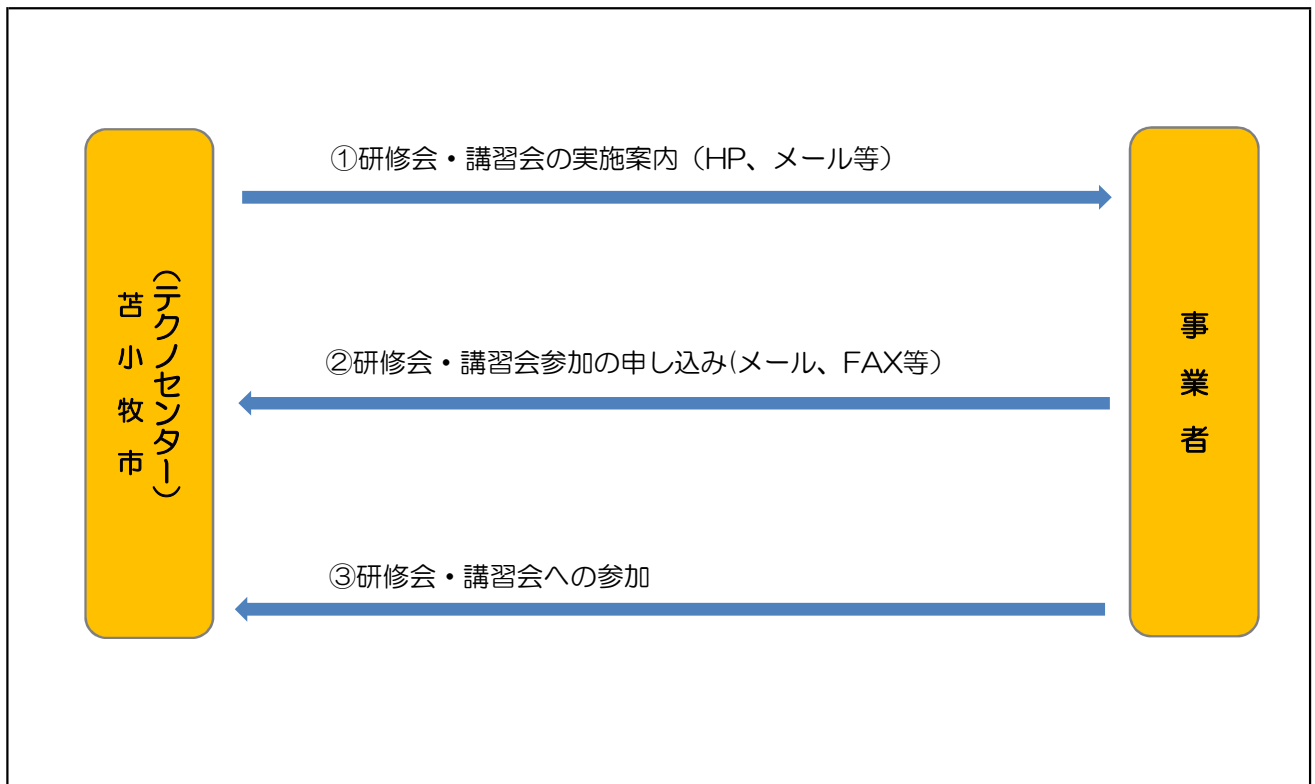 苫小牧市
（テクノセンター）
①研修会・講習会の実施案内（HP、メール等）
②研修会・講習会参加の申し込み(メール、FAX等）
③研修会・講習会への参加
事業者